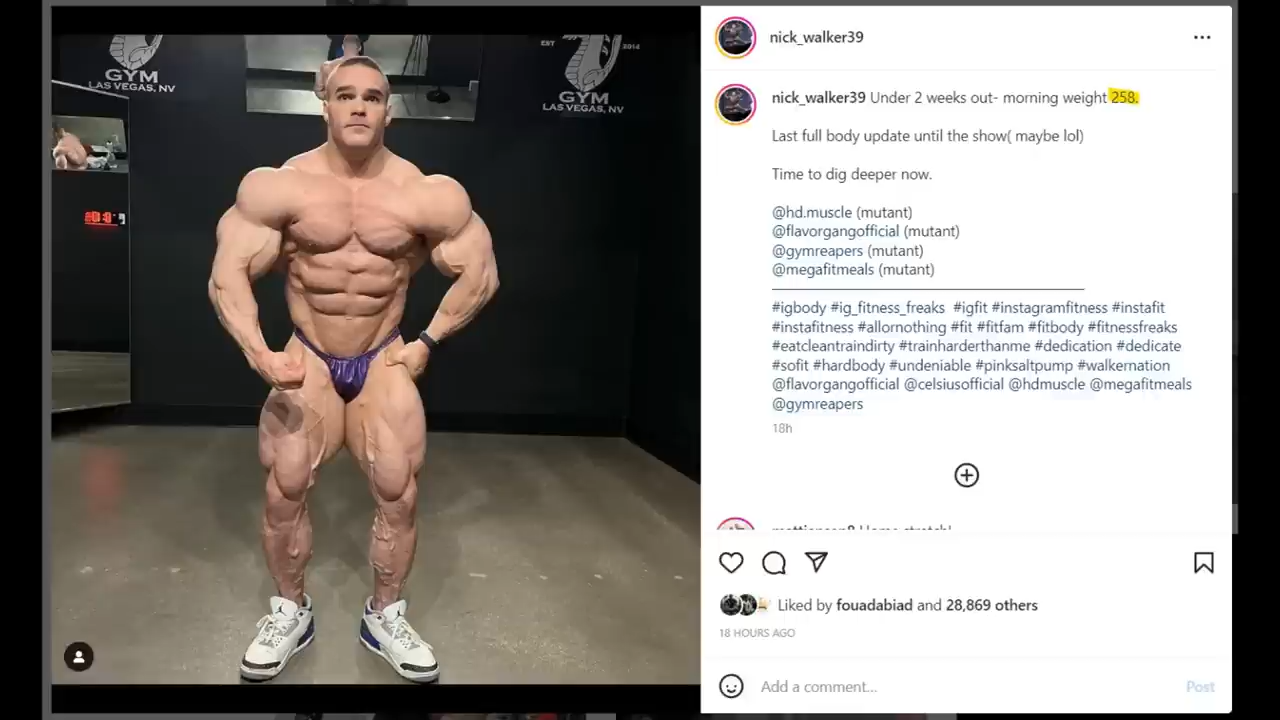 GYM
LAS VEGAS, NV
EST 2014
GYM
LAS VEGAS, NV
nick_walker39
nick_walker39 Under 2 weeks out- morning weight 258.
Last full body update until the show( maybe lol)
Time to dig deeper now.
@hd.muscle (mutant)
@flavorgangofficial (mutant)
@gymreapers (mutant)
@megafitmeals (mutant)
#igbody #ig_fitness_freaks #igfit #instagramfitness #instafit
#instafitness #allornothing #fit #fitfam #fitbody #fitnessfreaks
#eatcleantraindirty #trainharderthanme #dedication #dedicate
#sofit #hardbody #undeniable #pinksaltpump #walkernation
@flavorgangofficial @celsiusofficial @hdmuscle @megafitmeals
@gymreapers
18h
Liked by fouadabiad and 28,869 others
18 HOURS AGO
Add a comment...
Post